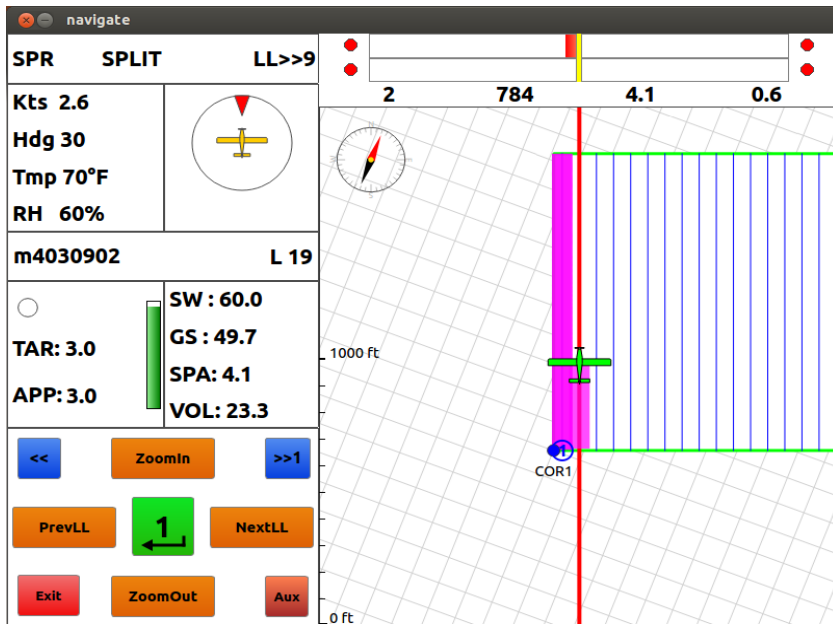 navigate
SPR SPLIT LL>>9
Kts 2.6
Hdg 30
Tmp 70°F
RH 60%
m4030902 L 19
TAR: 3.0
APP: 3.0
SW : 60.0
GS : 49.7
SPA: 4.1
VOL: 23.3
<< ZoomIn >>1
PrevLL 1 NextLL
Exit ZoomOut Aux
2 784 4.1 0.6
N
E
S
W
1000 ft
1
COR1
0 ft